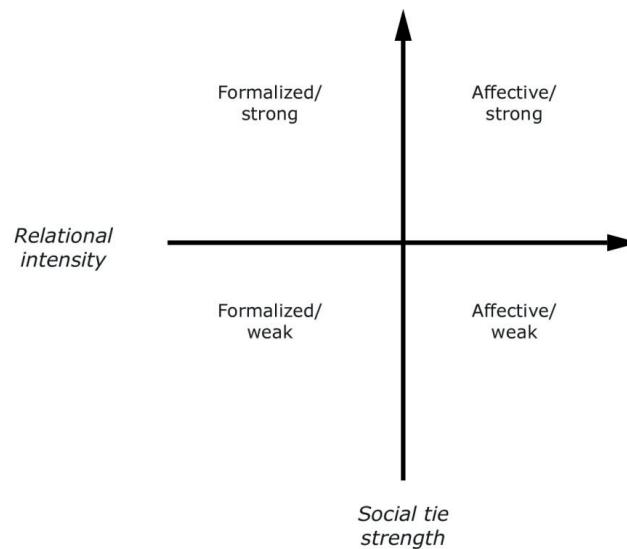 Formalized/
strong
Affective/
strong
Relational
intensity
Formalized/
weak
Affective/
weak
Social tie
strength